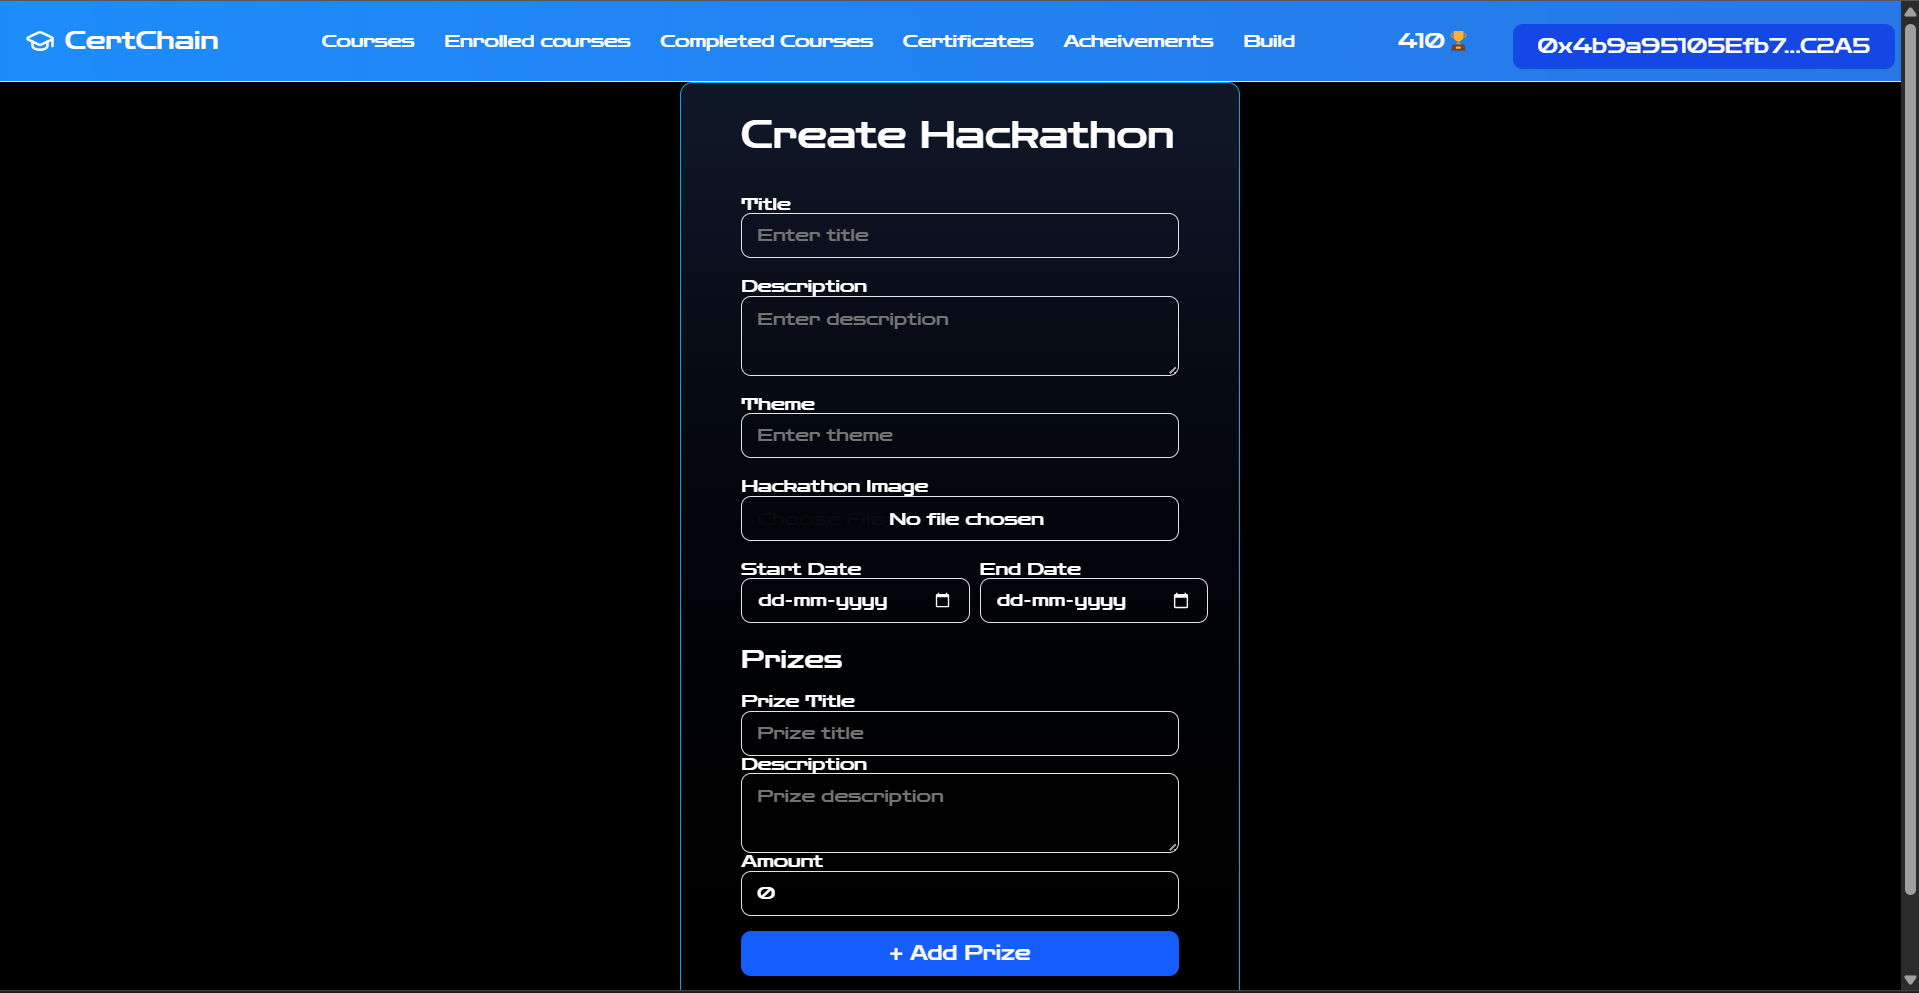 CertChain
Courses Enrolled courses Completed Courses Certificates Acheivements Build
410🏆
0x4b9a95105Efb7...C2A5
Create Hackathon
Title
Enter title
Description
Enter description
Theme
Enter theme
Hackathon Image
Choose File No file chosen
Start Date End Date
dd-mm-yyyy dd-mm-yyyy
Prizes
Prize Title
Prize title
Description
Prize description
Amount
0
+ Add Prize